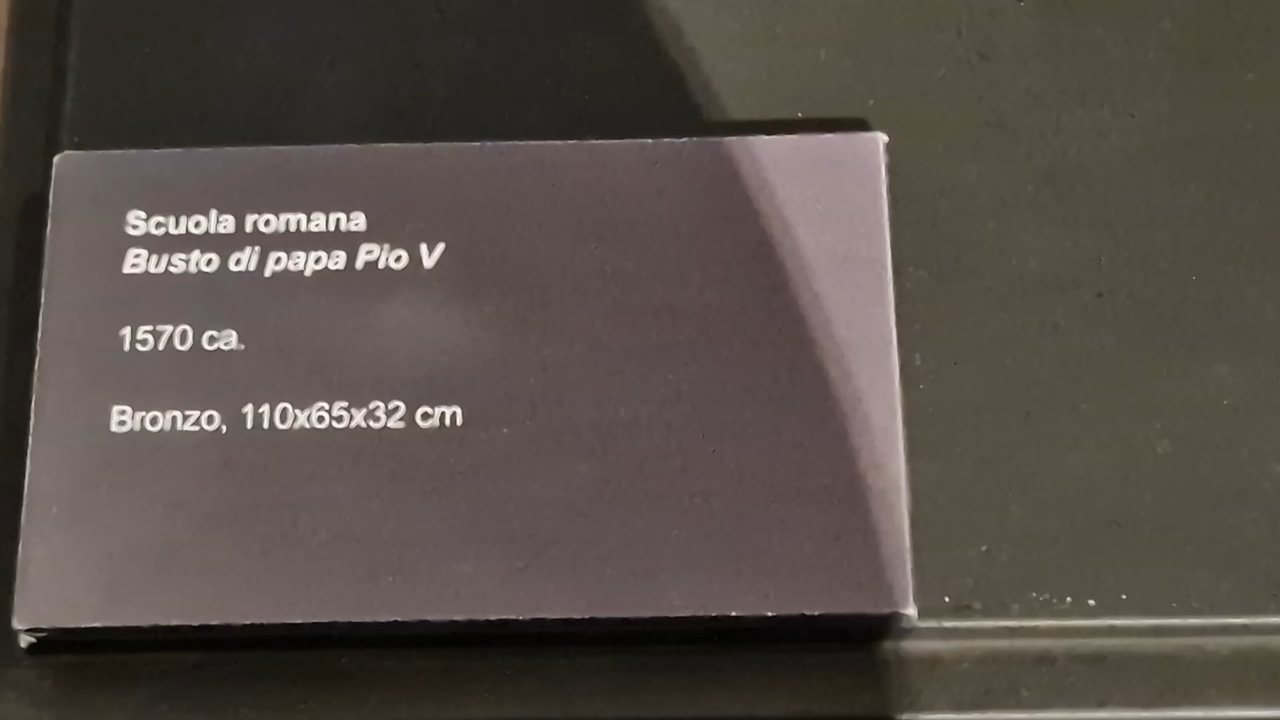 Scuola romana
Busto di papa Pio V
1570 ca.
Bronzo, 110x65x32 cm